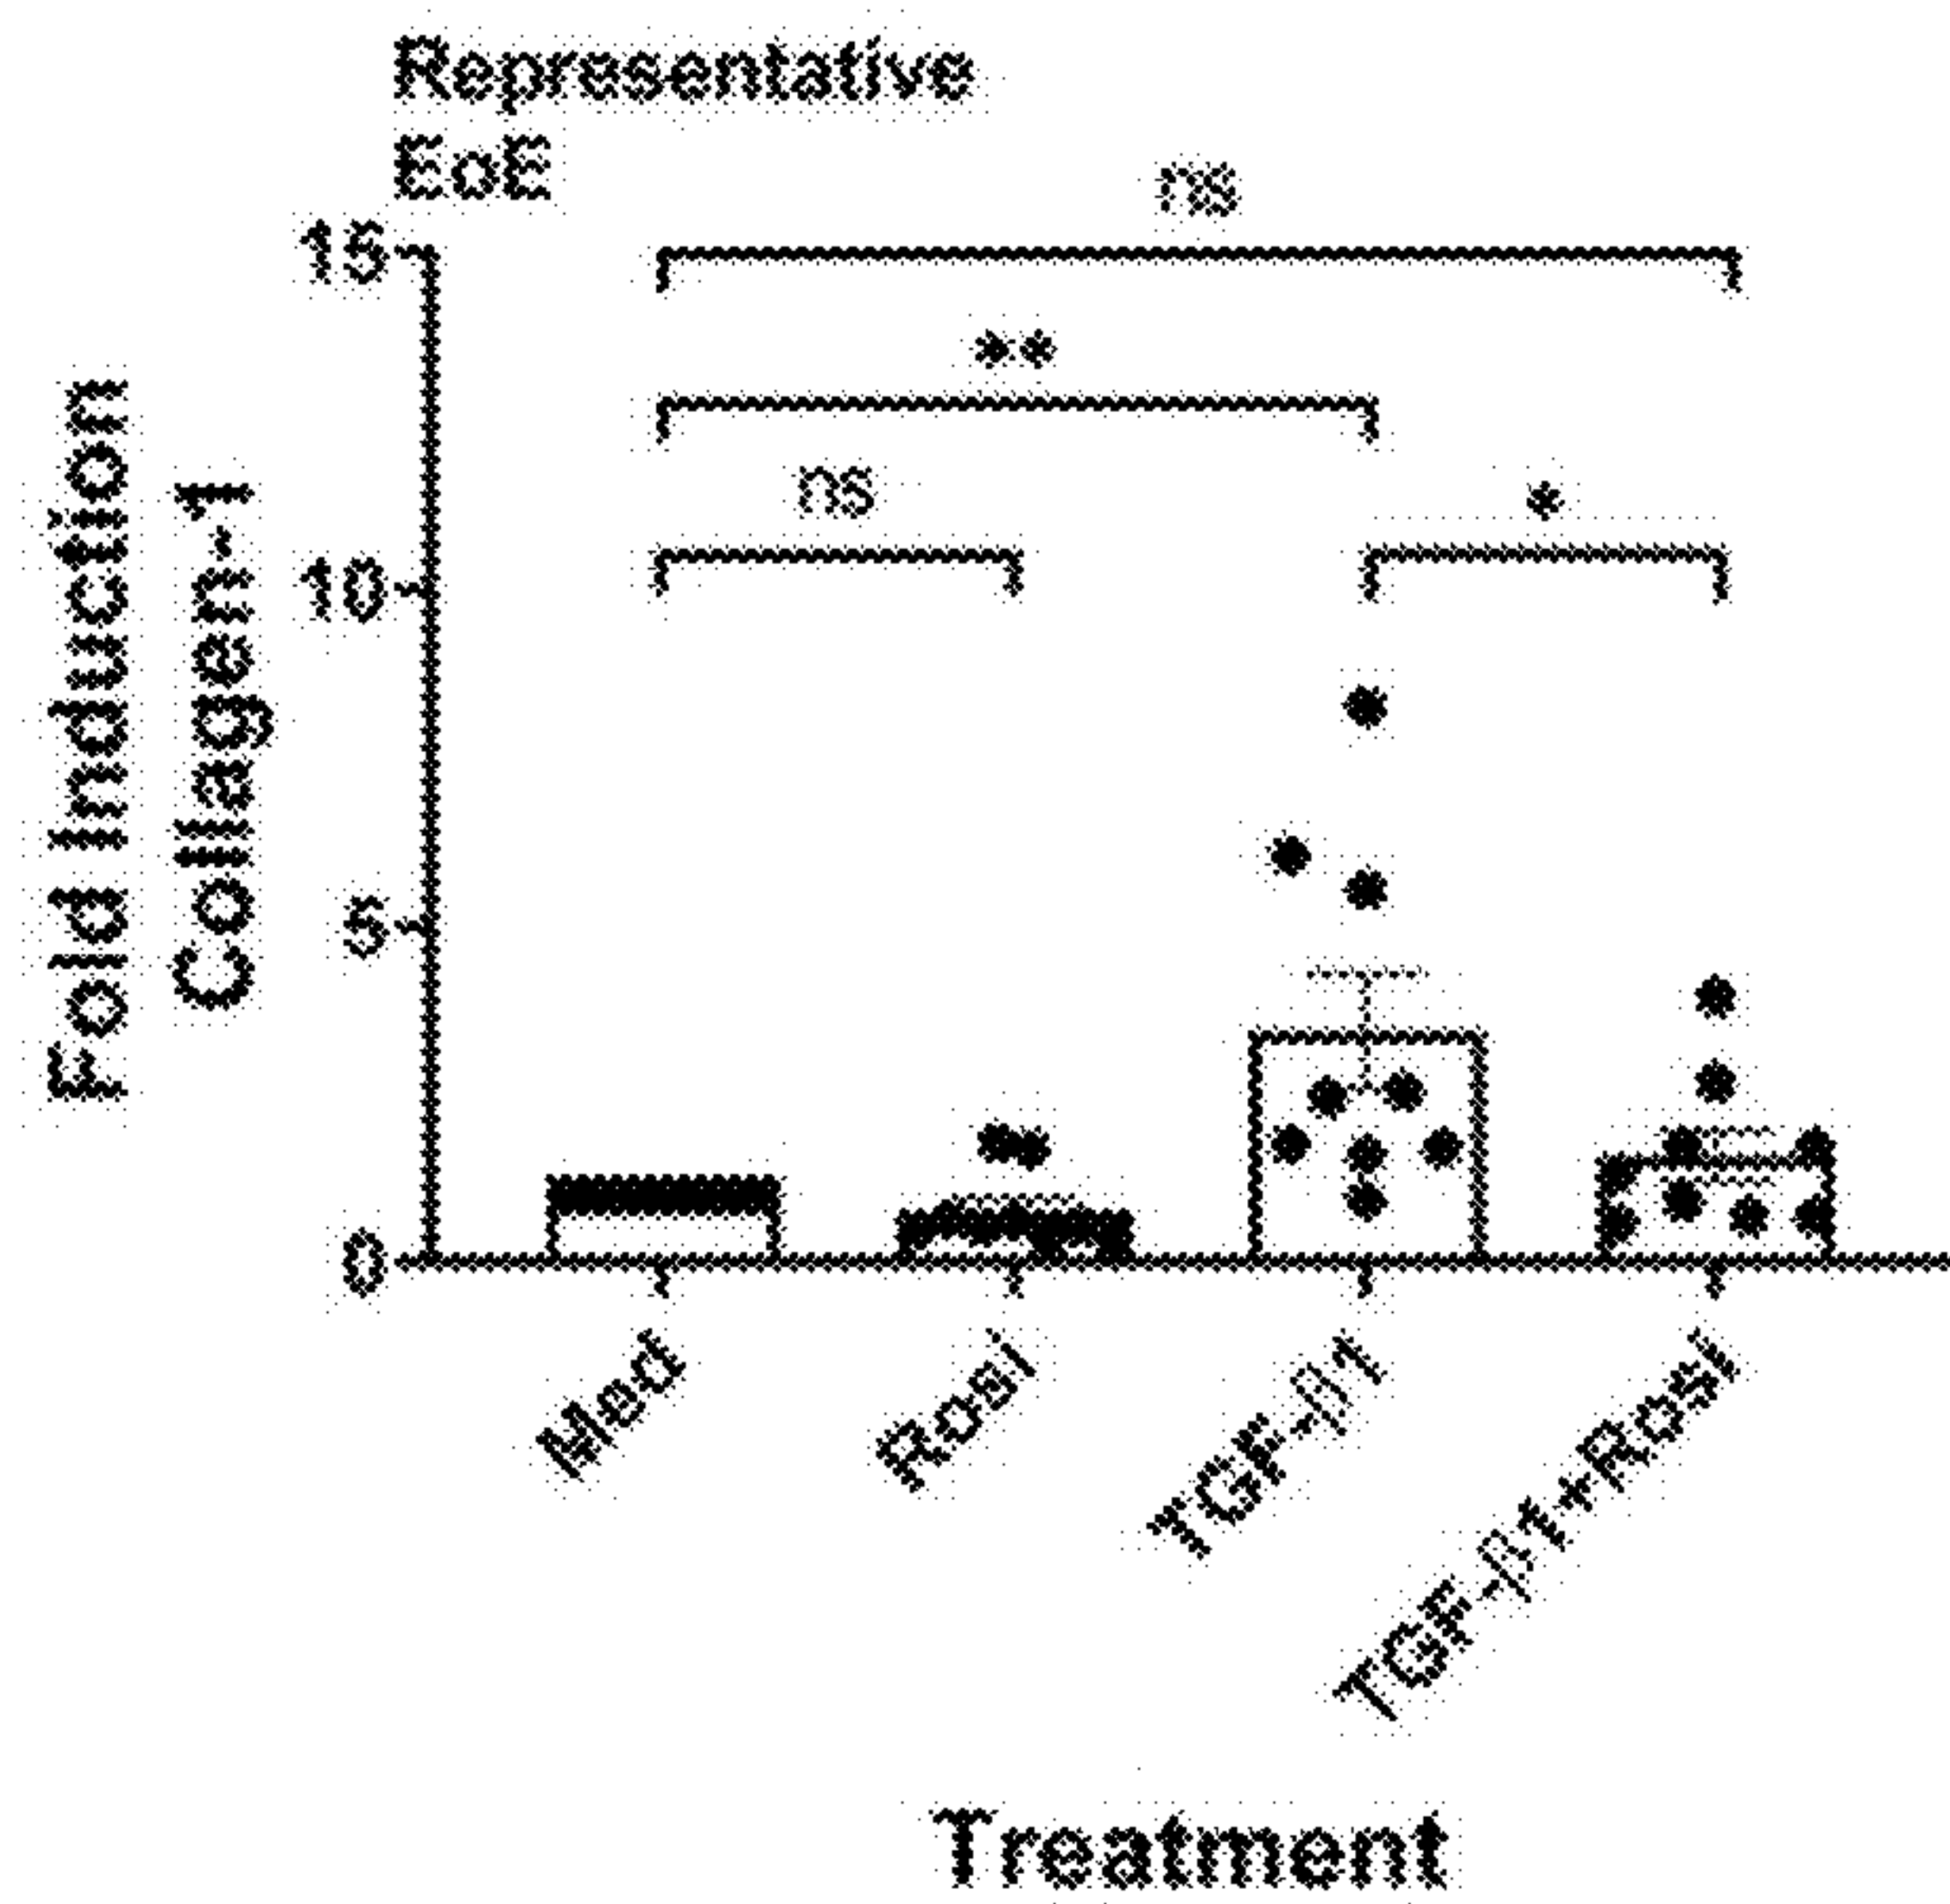 Representative
EoE
ns
**
ns
*
Fold Induction
Collagen-1
15
10
5
0
Med
Rosi
TGF-β1
TGF-β1+Rosi
Treatment